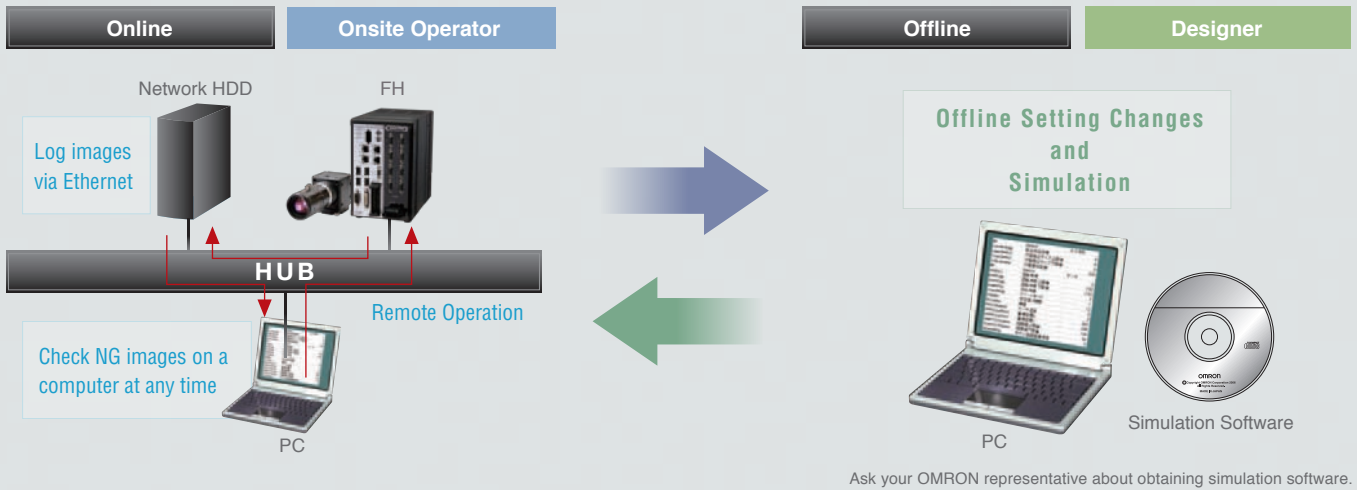 Online
Onsite Operator
Network HDD
FH
Log images
via Ethernet
HUB
Remote Operation
Check NG images on a
computer at any time
PC
Offline
Designer
Offline Setting Changes
and
Simulation
OMRON
PC
Simulation Software
Ask your OMRON representative about obtaining simulation software.